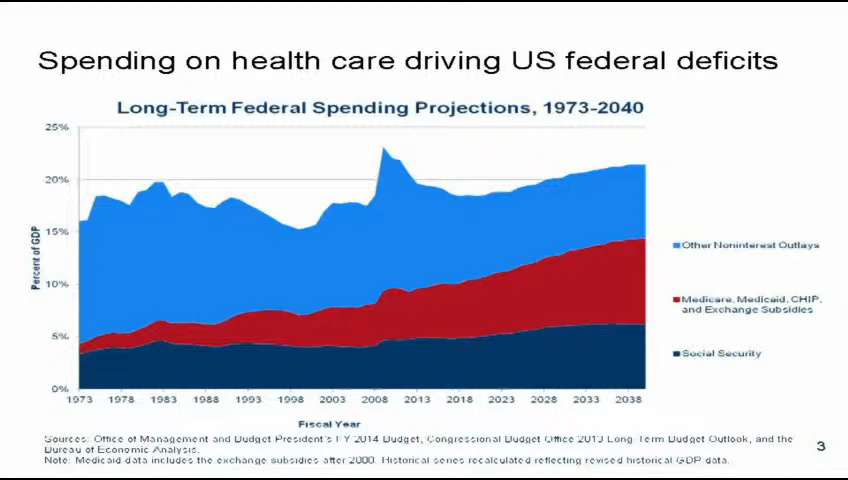 Spending on health care driving US federal deficits
Long-Term Federal Spending Projections, 1973-2040
25%
20%
15%
10%
5%
0%
Percent of GDP
1973 1978 1983 1988 1993 1998 2003 2008 2013 2018 2023 2028 2033 2038
Fiscal Year
Other Noninterest Outlays
Medicare, Medicaid, CHIP,
and Exchange Subsidies
Social Security
Sources: Office of Management and Budget President's FY 2014 Budget, Congressional Budget Office 2013 Long-Term Budget Outlook, and the
Bureau of Economic Analysis.
Note: Medicaid data includes the exchange subsidies after 2000. Historical series recalculated reflecting revised historical GDP data.
3